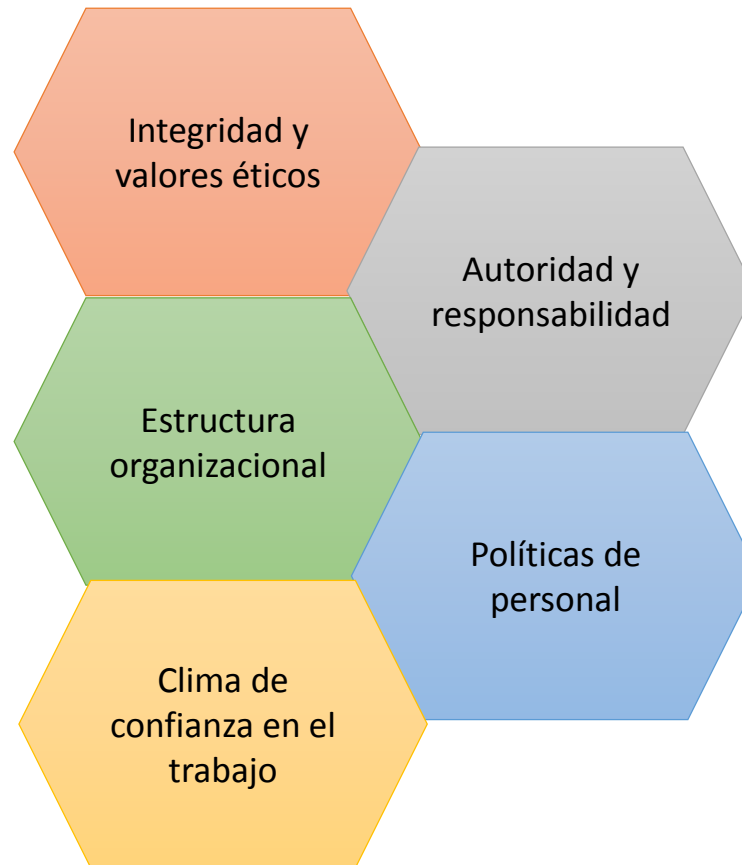 Integridad y
valores éticos
Autoridad y
responsabilidad
Estructura
organizacional
Políticas de
personal
Clima de
confianza en el
trabajo